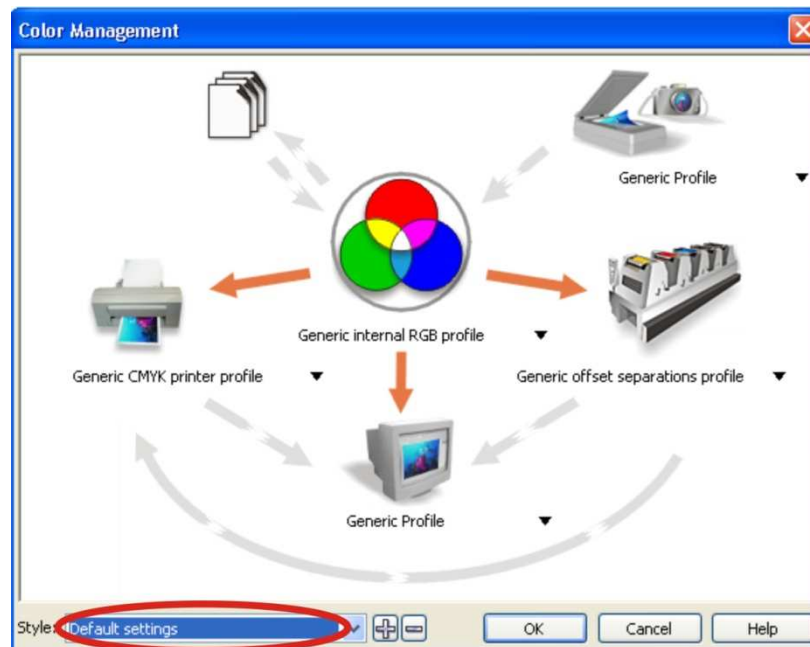 Color Management
Generic Profile
Generic internal RGB profile
Generic CMYK printer profile
Generic offset separations profile
Generic Profile
Style: Default settings
OK
Cancel
Help